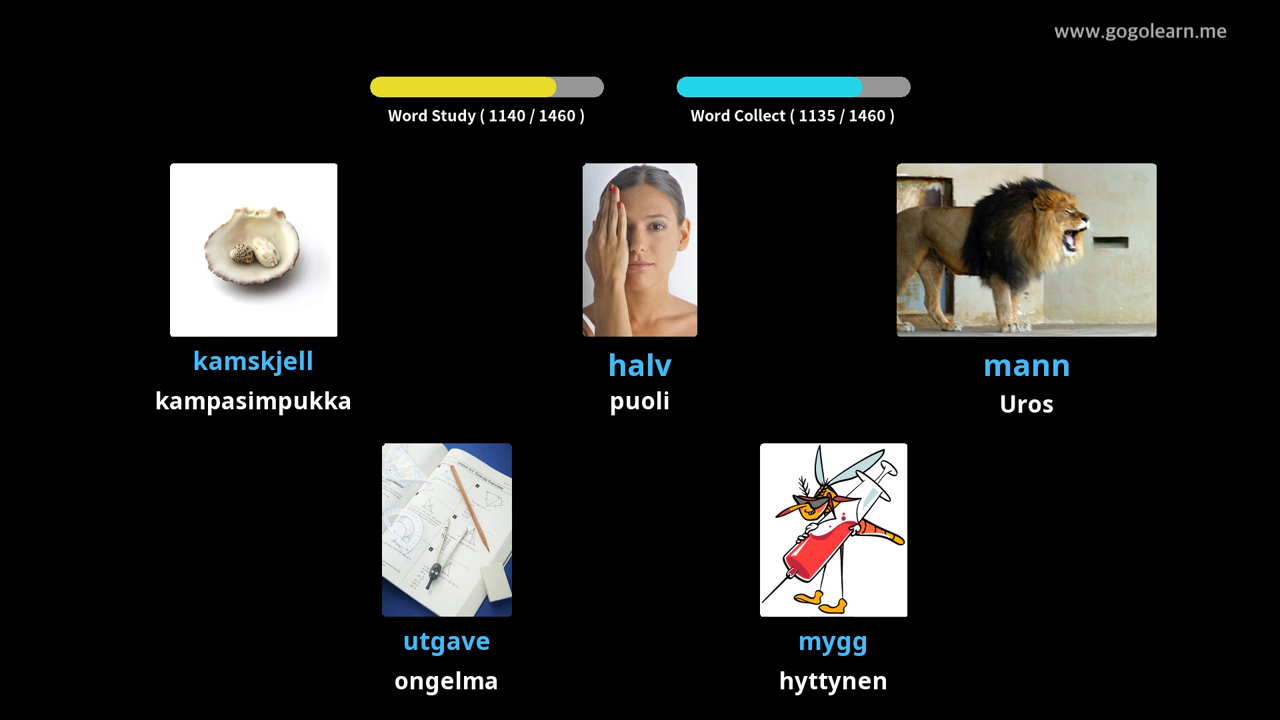 www.gogolearn.me
Word Study ( 1140 / 1460 )
Word Collect ( 1135 / 1460 )
kamskjell
kampasimpukka
halv
puoli
mann
Uros
utgave
ongelma
mygg
hyttynen